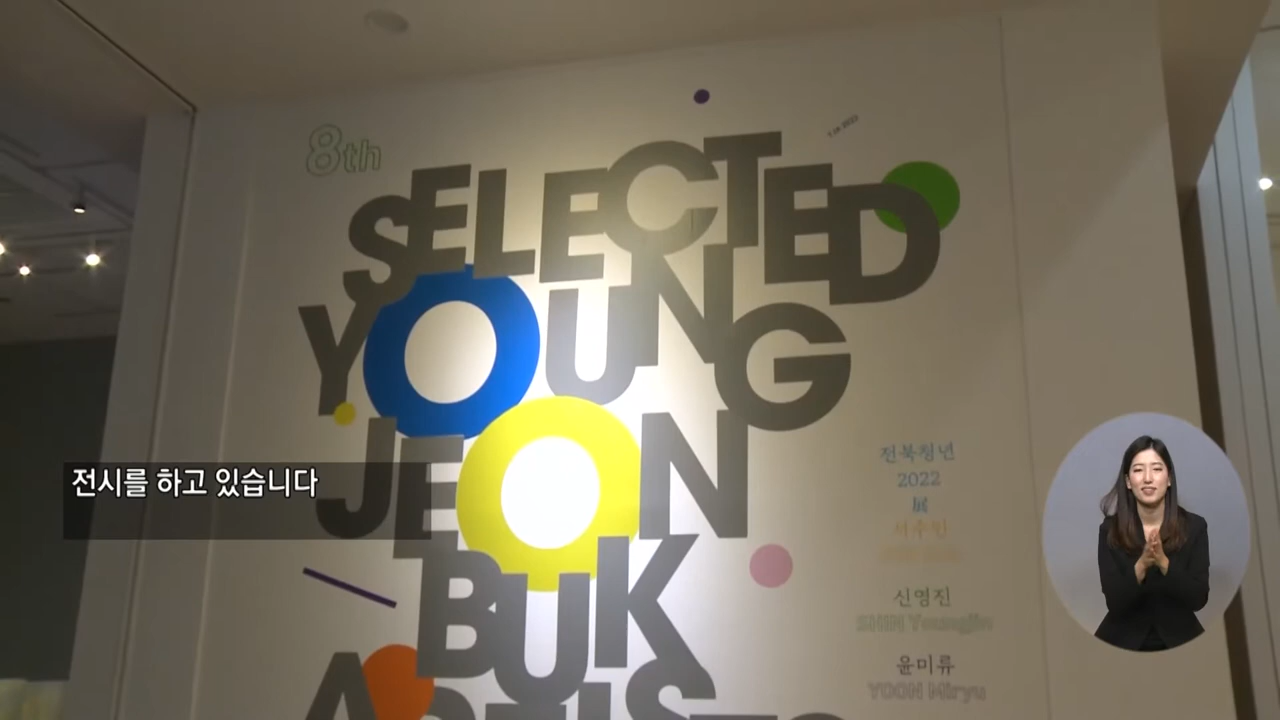 8th
SELECTED
YOUNG
JEON
BUK
전북청년
2022
展
서수인
신영진
SHIN Youngjin
윤미류
YOON Miryu
전시를 하고 있습니다